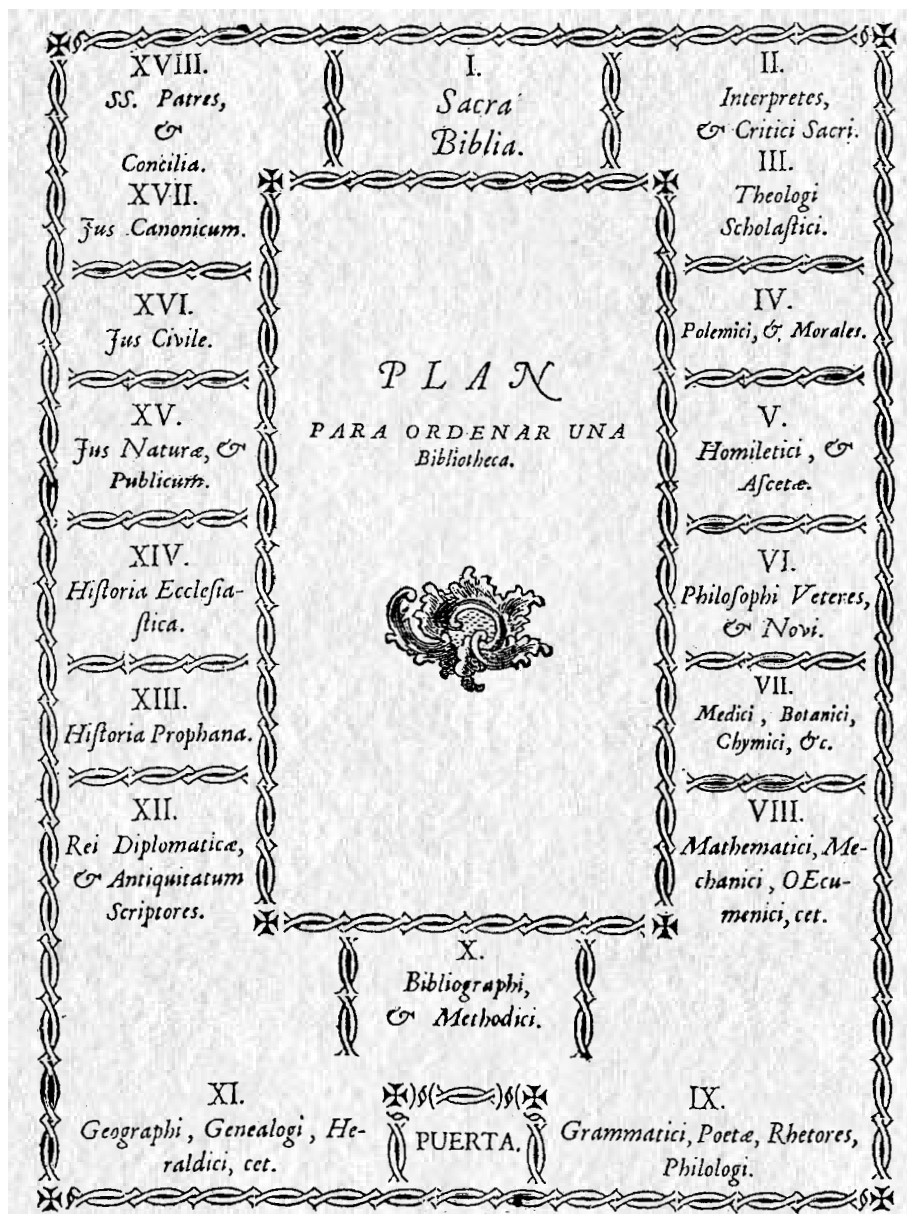 XVIII.
SS. Patres,
&
Concilia.
XVII.
Jus Canonicum.
XVI.
Jus Civile.
XV.
Jus Naturæ, &
Publicum.
XIV.
Hiſtoria Eccleſia-
ſtica.
XIII.
Hiſtoria Prophana.
XII.
Rei Diplomaticæ,
& Antiquitatum
Scriptores.
I.
Sacra
Biblia.
II.
Interpretes,
& Critici Sacri.
III.
Theologi
Scholaſtici.
IV.
Polemici, & Morales.
V.
Homiletici, &
Aſcetæ.
VI.
Philoſophi Veteres,
& Novi.
VII.
Medici, Botanici,
Chymici, &c.
VIII.
Mathematici, Me-
chanici, OEcu-
menici, cet.
PLAN
PARA ORDENAR UNA
Bibliotheca.
X.
Bibliographi,
& Methodici.
XI.
Geographi, Genealogi, He-
raldici, cet.
PUERTA.
IX.
Grammatici, Poetæ, Rhetores,
Philologi.